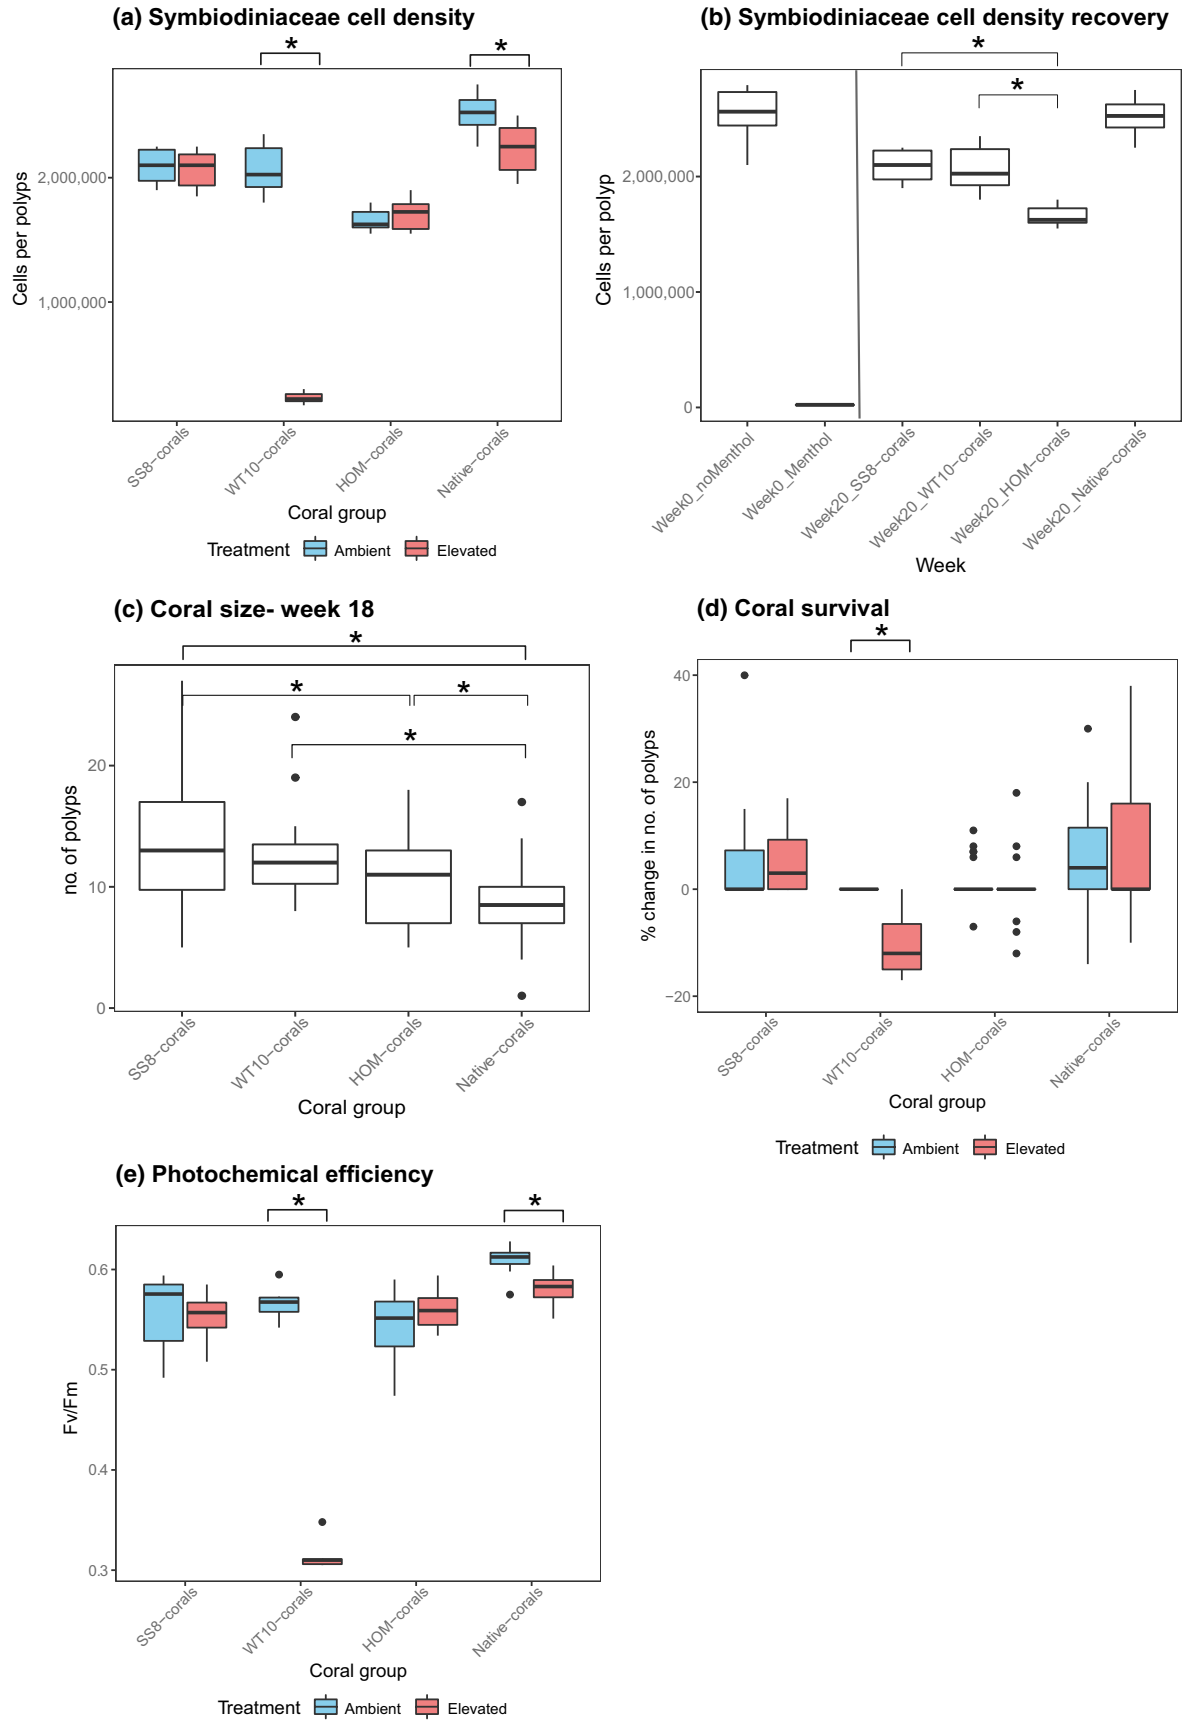 (a) Symbiodiniaceae cell density
*
*
Cells per polyps
2,000,000
1,000,000
SS8-corals
WT10-corals
HOM-corals
Native-corals
Coral group
Treatment Ambient Elevated
(b) Symbiodiniaceae cell density recovery
*
*
Cells per polyp
2,000,000
1,000,000
0
Week0_noMenthol
Week0_Menthol
Week20_SS8-corals
Week20_WT10-corals
Week20_HOM-corals
Week20_Native-corals
Week
(c) Coral size- week 18
*
*
*
*
no. of polyps
20
10
0
SS8-corals
WT10-corals
HOM-corals
Native-corals
Coral group
(d) Coral survival
*
% change in no. of polyps
40
20
0
-20
SS8-corals
WT10-corals
HOM-corals
Native-corals
Coral group
Treatment Ambient Elevated
(e) Photochemical efficiency
*
*
Fv/Fm
0.6
0.5
0.4
0.3
SS8-corals
WT10-corals
HOM-corals
Native-corals
Coral group
Treatment Ambient Elevated